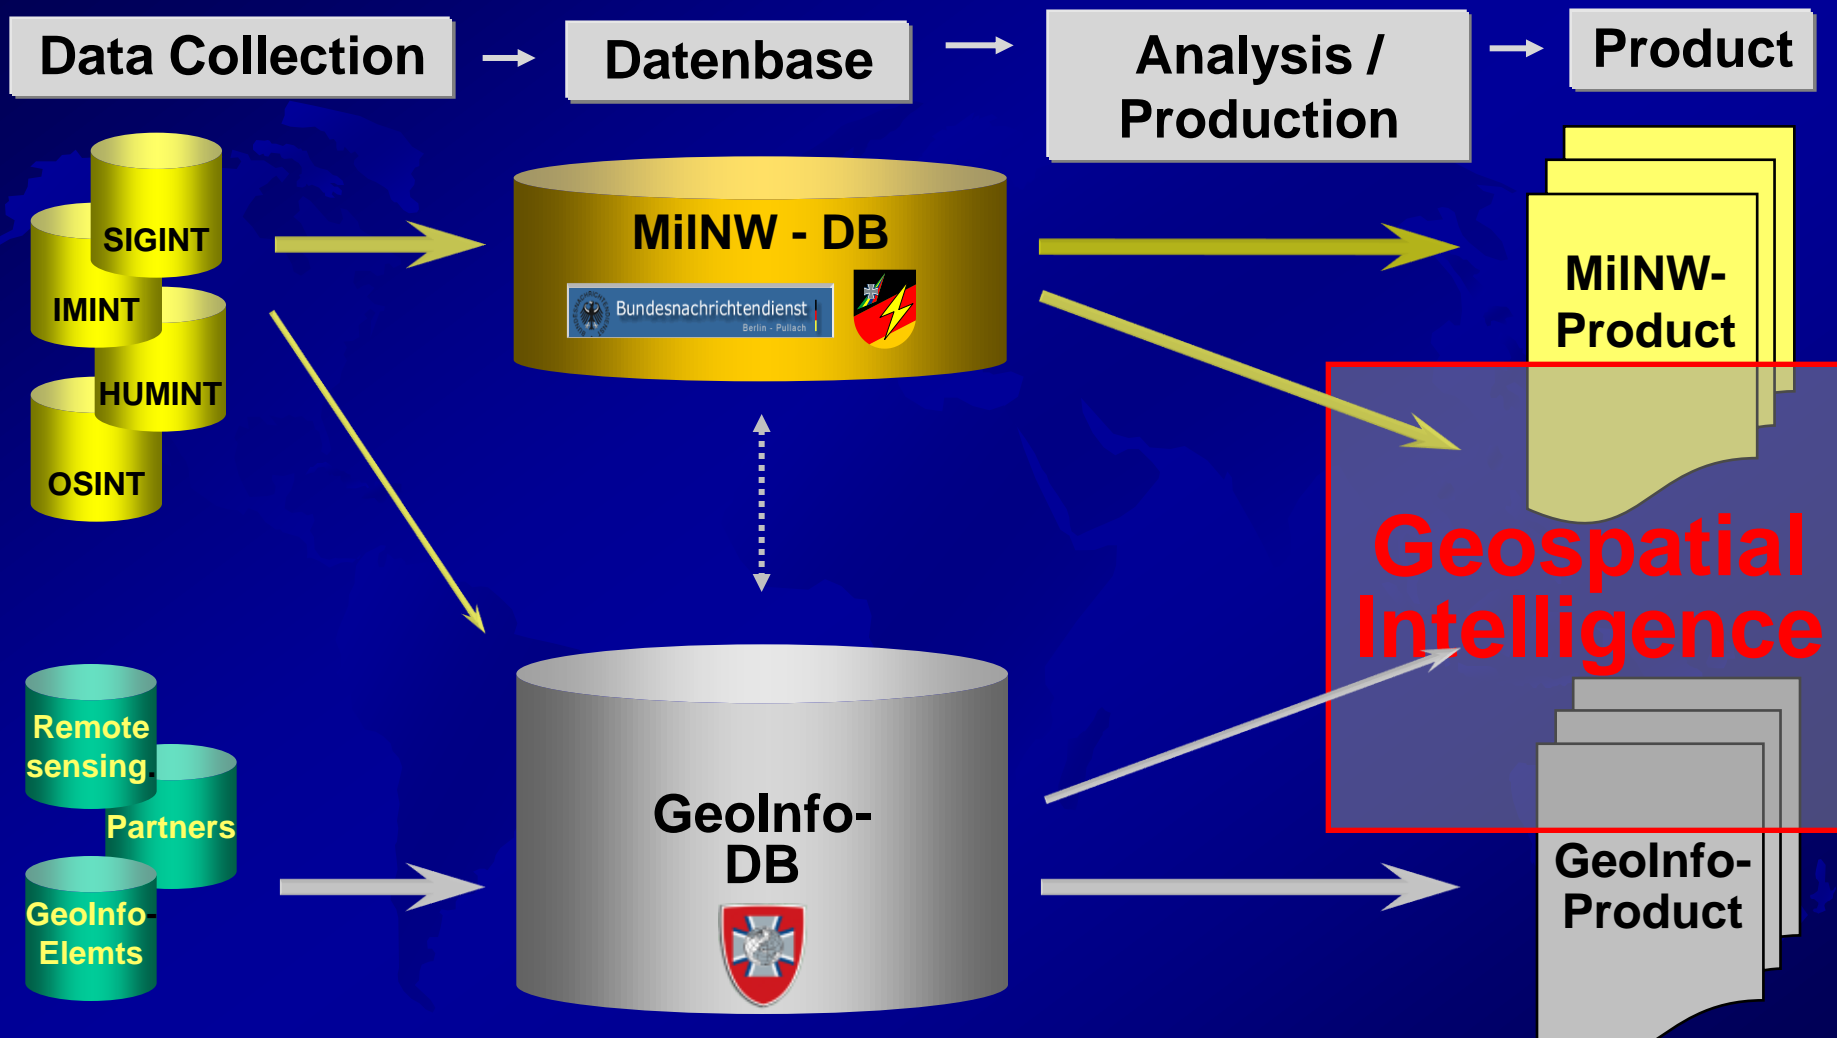 Data Collection
Datenbase
Analysis /
Production
Product
SIGINT
IMINT
HUMINT
OSINT
MilNW - DB
Bundesnachrichtendienst
Berlin - Pullach
MilNW-
Product
Geospatial
Intelligence
Remote
sensing.
Partners
GeoInfo-
Elemts
GeoInfo-
DB
GeoInfo-
Product